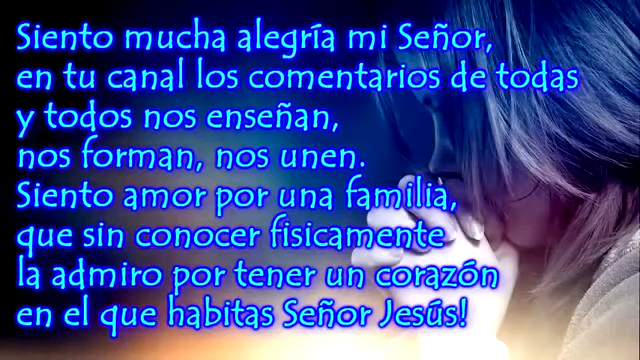 Siento mucha alegría mi Señor,
en tu canal los comentarios de todas
y todos nos enseñan,
nos forman, nos unen.
Siento amor por una familia,
que sin conocer fisicamente
la admiro por tener un corazón
en el que habitas Señor Jesús!